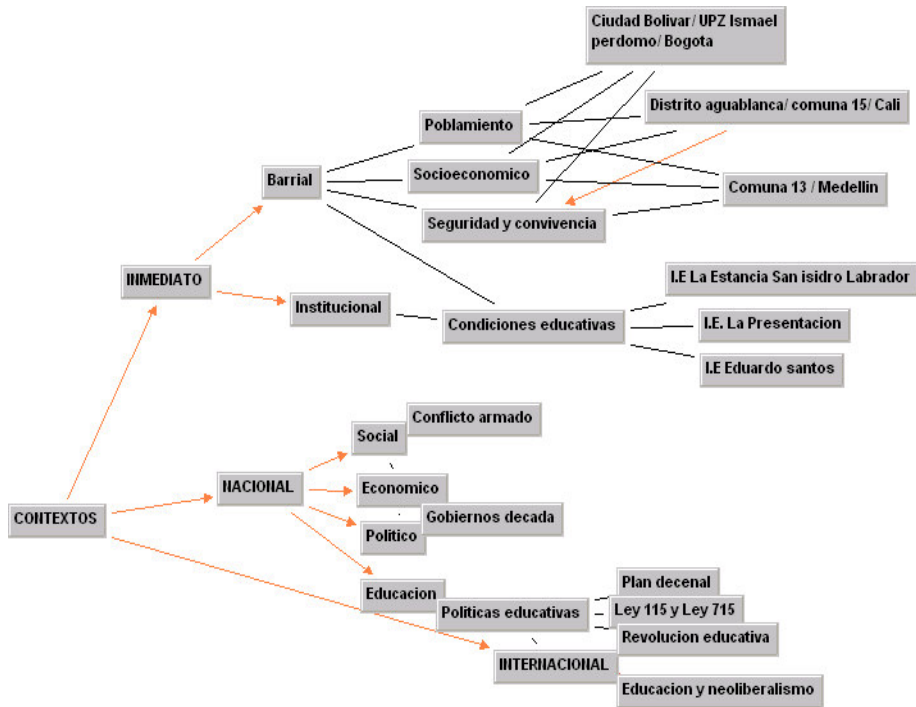 Ciudad Bolivar/ UPZ Ismael
perdomo/ Bogota
Distrito aguablanca/ comuna 15/ Cali
Poblamiento
Barrial
Socioeconomico
Comuna 13 / Medellin
Seguridad y convivencia
INMEDIATO
I.E La Estancia San isidro Labrador
Institucional
Condiciones educativas
I.E. La Presentacion
I.E Eduardo santos
Conflicto armado
Social
NACIONAL
Economico
CONTEXTOS
Gobiernos decada
Politico
Educacion
Plan decenal
Politicas educativas
Ley 115 y Ley 715
Revolucion educativa
INTERNACIONAL
Educacion y neoliberalismo